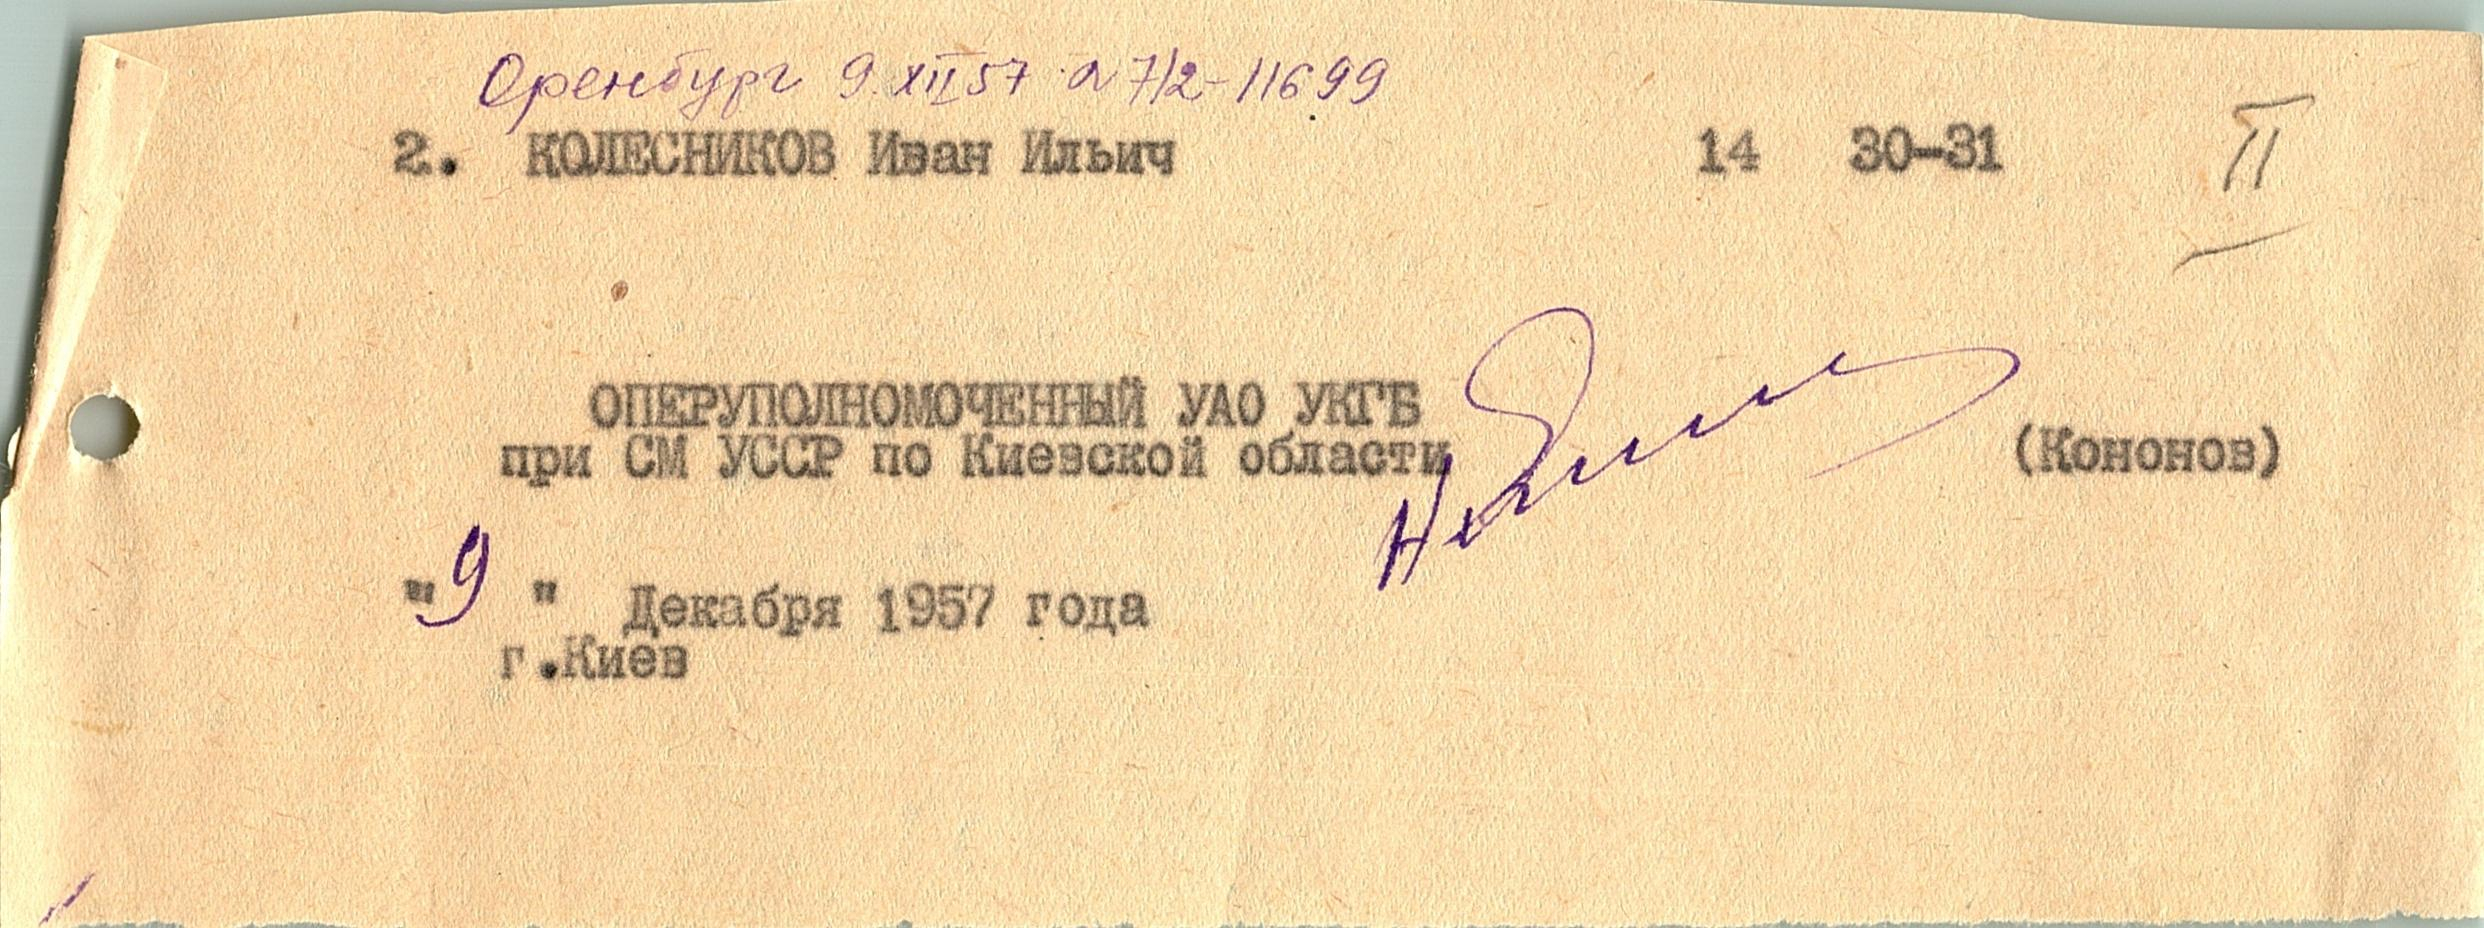 Оренбург 9.XII 57 7/2-11699
2. КОЛЕСНИКОВ Иван Ильич 14 30-31 II
ОПЕРУПОЛНОМОЧЕННЫЙ УАО УКГБ
при СМ УССР по Киевской области (Кононов)
"9" Декабря 1957 года
г.Киев